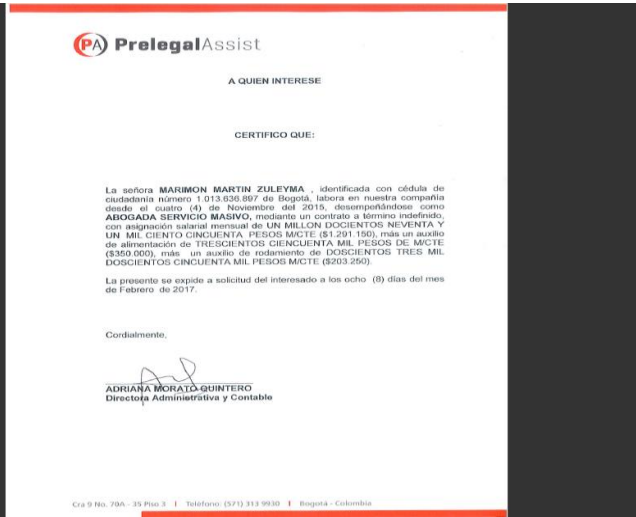 PA PrelegalAssist
A QUIEN INTERESE
CERTIFICO QUE:
La señora MARIMON MARTIN ZULEYMA , identificada con cédula de
ciudadanía número 1.013.636.897 de Bogotá, labora en nuestra compañía
desde el cuatro (4) de Noviembre del 2015, desempeñándose como
ABOGADA SERVICIO MASIVO, mediante un contrato a término indefinido,
con asignación salarial mensual de UN MILLON DOCIENTOS NEVENTA Y
UN MIL CIENTO CINCUENTA PESOS M/CTE ($1.291.150), más un auxilio
de alimentación de TRESCIENTOS CIENCUENTA MIL PESOS DE M/CTE
($350.000), más un auxilio de rodamiento de DOSCIENTOS TRES MIL
DOSCIENTOS CINCUENTA MIL PESOS M/CTE ($203.250).
La presente se expide a solicitud del interesado a los ocho (8) días del mes
de Febrero de 2017.
Cordialmente,
ADRIANA MORATO QUINTERO
Directora Administrativa y Contable
Cra 9 No. 70A - 35 Piso 3 I Teléfono: (571) 313 9930 I Bogotá - Colombia